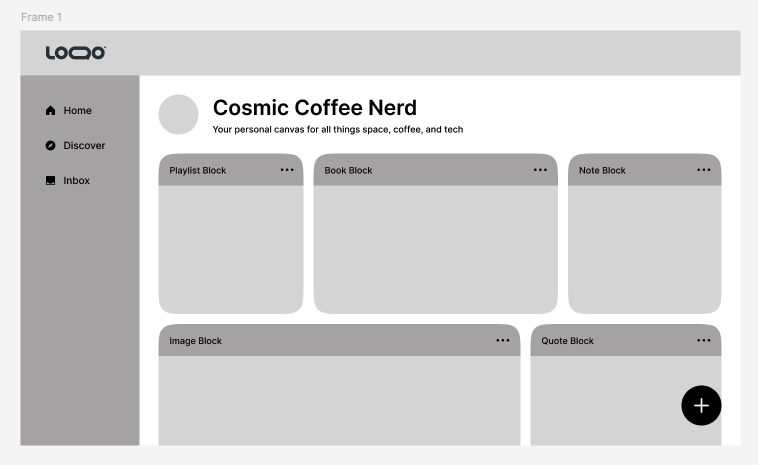 Frame 1
LOQO
Home
Discover
Inbox
Cosmic Coffee Nerd
Your personal canvas for all things space, coffee, and tech
Playlist Block
Book Block
Note Block
Image Block
Quote Block